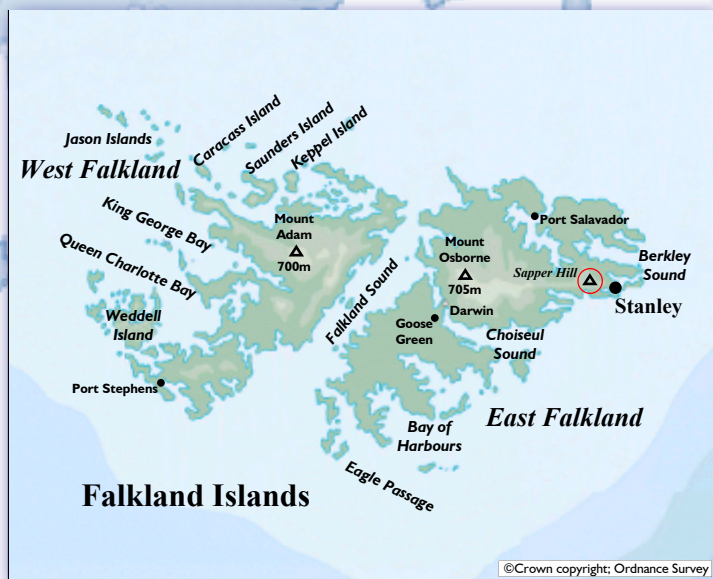 Jason Islands
West Falkland
Caracass Island
Saunders Island
Keppel Island
King George Bay
Queen Charlotte Bay
Mount
Adam
700m
Weddell
Island
Port Stephens
Falkland Sound
Port Salavador
Mount
Osborne
705m
Sapper Hill
Berkley
Sound
Stanley
Darwin
Goose
Green
Choiseul
Sound
East Falkland
Bay of
Harbours
Eagle Passage
Falkland Islands
©Crown copyright; Ordnance Survey